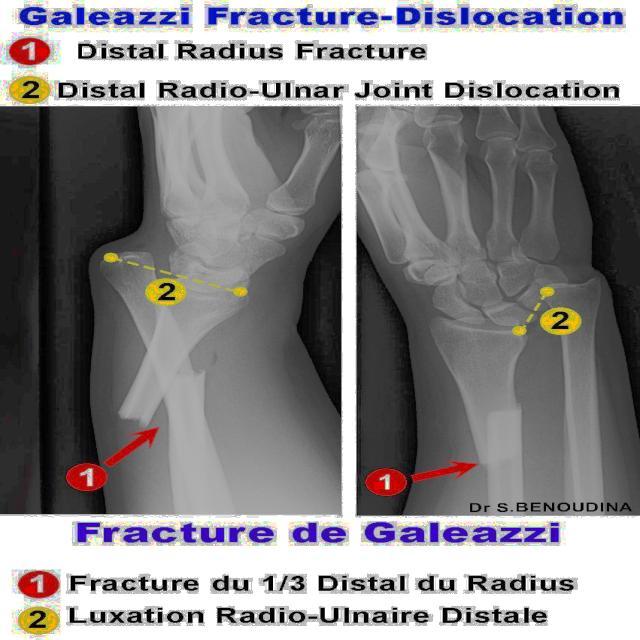 Galeazzi Fracture-Dislocation
1 Distal Radius Fracture
2 Distal Radio-Ulnar Joint Dislocation
2
2
1
1
Dr S.BENOUDINA
Fracture de Galeazzi
1 Fracture du 1/3 Distal du Radius
2 Luxation Radio-Ulnaire Distale